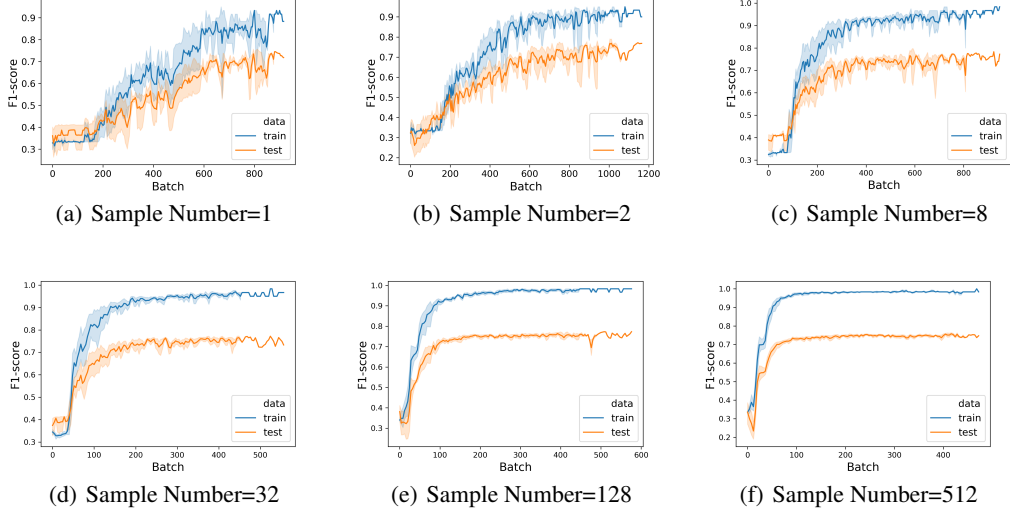 0.9
0.8
0.7
0.6
0.5
0.4
0.3
F1-score
data
train
test
0 200 400 600 800
Batch
(a) Sample Number=1
0.9
0.8
0.7
0.6
0.5
0.4
0.3
0.2
F1-score
data
train
test
0 200 400 600 800 1000 1200
Batch
(b) Sample Number=2
1.0
0.9
0.8
0.7
0.6
0.5
0.4
0.3
F1-score
data
train
test
0 200 400 600 800
Batch
(c) Sample Number=8
1.0
0.9
0.8
0.7
0.6
0.5
0.4
0.3
F1-score
data
train
test
0 100 200 300 400 500
Batch
(d) Sample Number=32
1.0
0.9
0.8
0.7
0.6
0.5
0.4
0.3
F1-score
data
train
test
0 100 200 300 400 500 600
Batch
(e) Sample Number=128
1.0
0.9
0.8
0.7
0.6
0.5
0.4
0.3
0.2
F1-score
data
train
test
0 100 200 300 400
Batch
(f) Sample Number=512